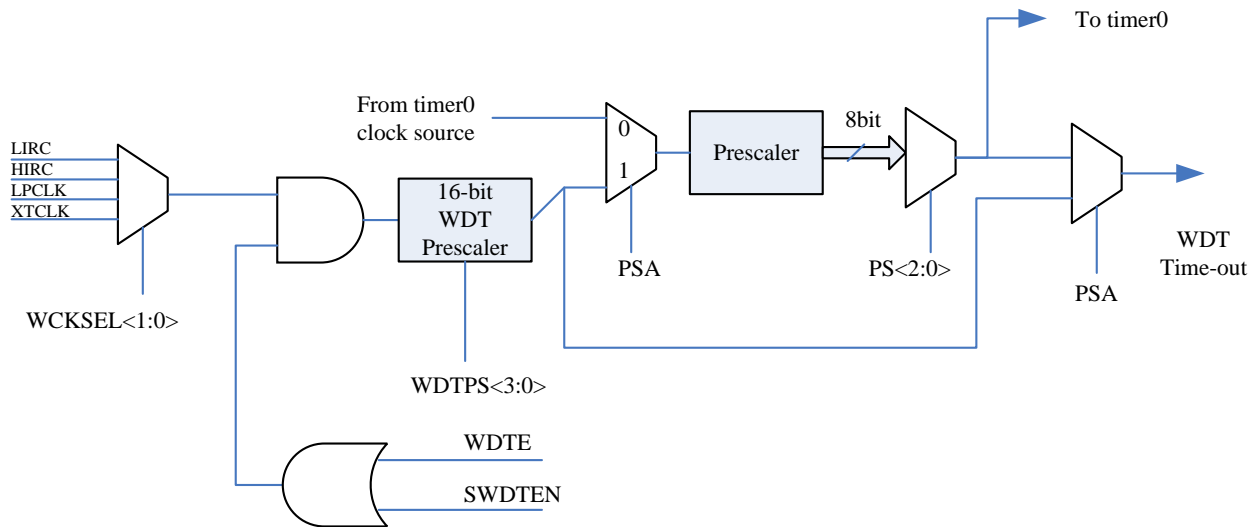 To timer0
From timer0
clock source
0
1
8bit
Prescaler
LIRC
HIRC
LPCLK
XTCLK
16-bit
WDT
Prescaler
PSA
PS<2:0>
WDT
Time-out
PSA
WCKSEL<1:0>
WDTPS<3:0>
WDTE
SWDTEN